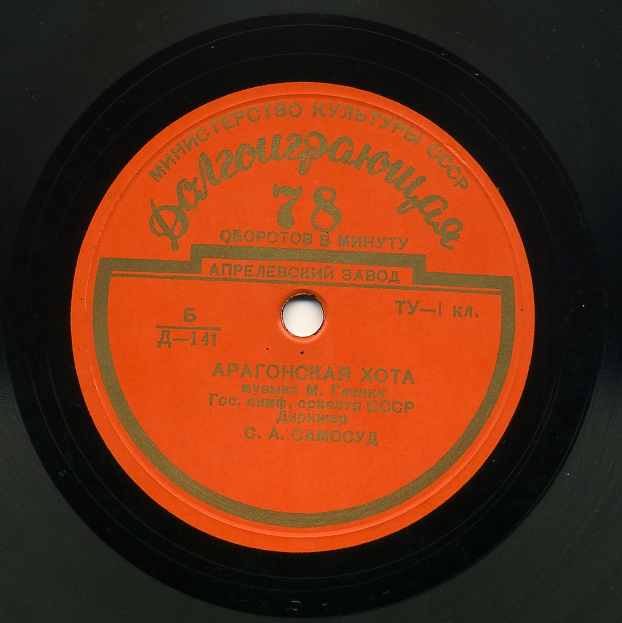 МИНИСТЕРСТВО КУЛЬТУРЫ СССР
Долгоиграющая
78
ОБОРОТОВ В МИНУТУ
АПРЕЛЕВСКИЙ ЗАВОД
Б
Д—141
ТУ—1 кл.
АРАГОНСКАЯ ХОТА
музыка М. Глинки
Гос. симф. оркестр СССР
Дирижер
С. А. САМОСУД